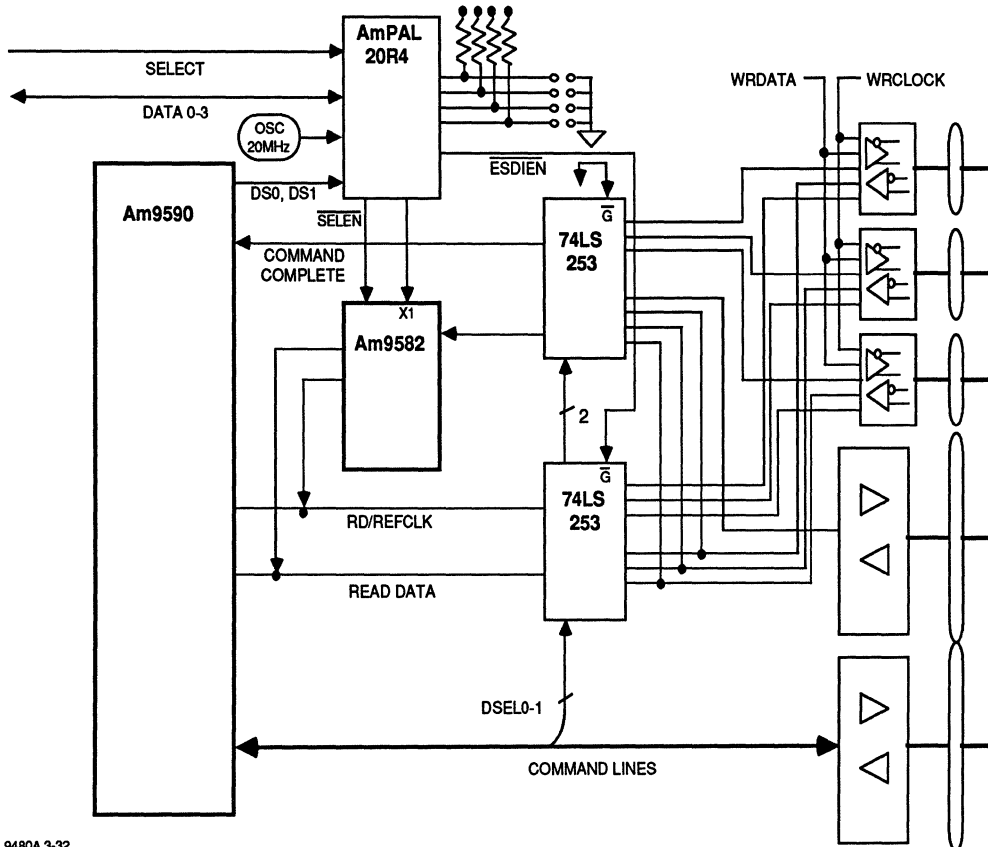 AmPAL
20R4
SELECT
DATA 0-3
OSC
20MHz
WRDATA
WRCLOCK
ESDIEN
DS0, DS1
Am9590
SELEN
G
74LS
253
COMMAND
COMPLETE
X1
Am9582
2
G
74LS
253
RD/REFCLK
READ DATA
DSEL0-1
COMMAND LINES
9480A 3-32